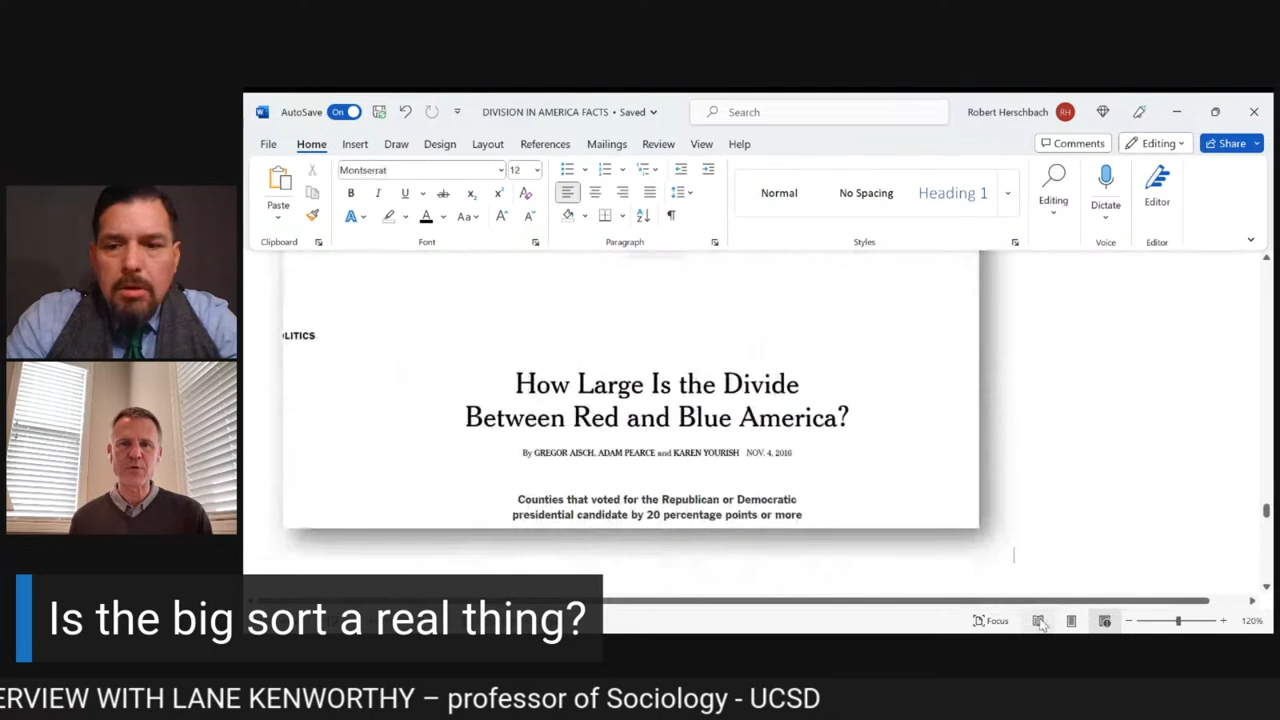 AutoSave On DIVISION IN AMERICA FACTS • Saved Search Robert Herschbach RH
File Home Insert Draw Design Layout References Mailings Review View Help Comments Editing Share
Montserrat 12
Paste
Normal No Spacing Heading 1
Editing Dictate Editor
Clipboard Font Paragraph Styles Voice Editor
LITICS
How Large Is the Divide
Between Red and Blue America?
By GREGOR AISCH, ADAM PEARCE and KAREN YOURISH NOV. 4, 2016
Counties that voted for the Republican or Democratic
presidential candidate by 20 percentage points or more
Is the big sort a real thing?
Focus 120%
ERVIEW WITH LANE KENWORTHY – professor of Sociology - UCSD